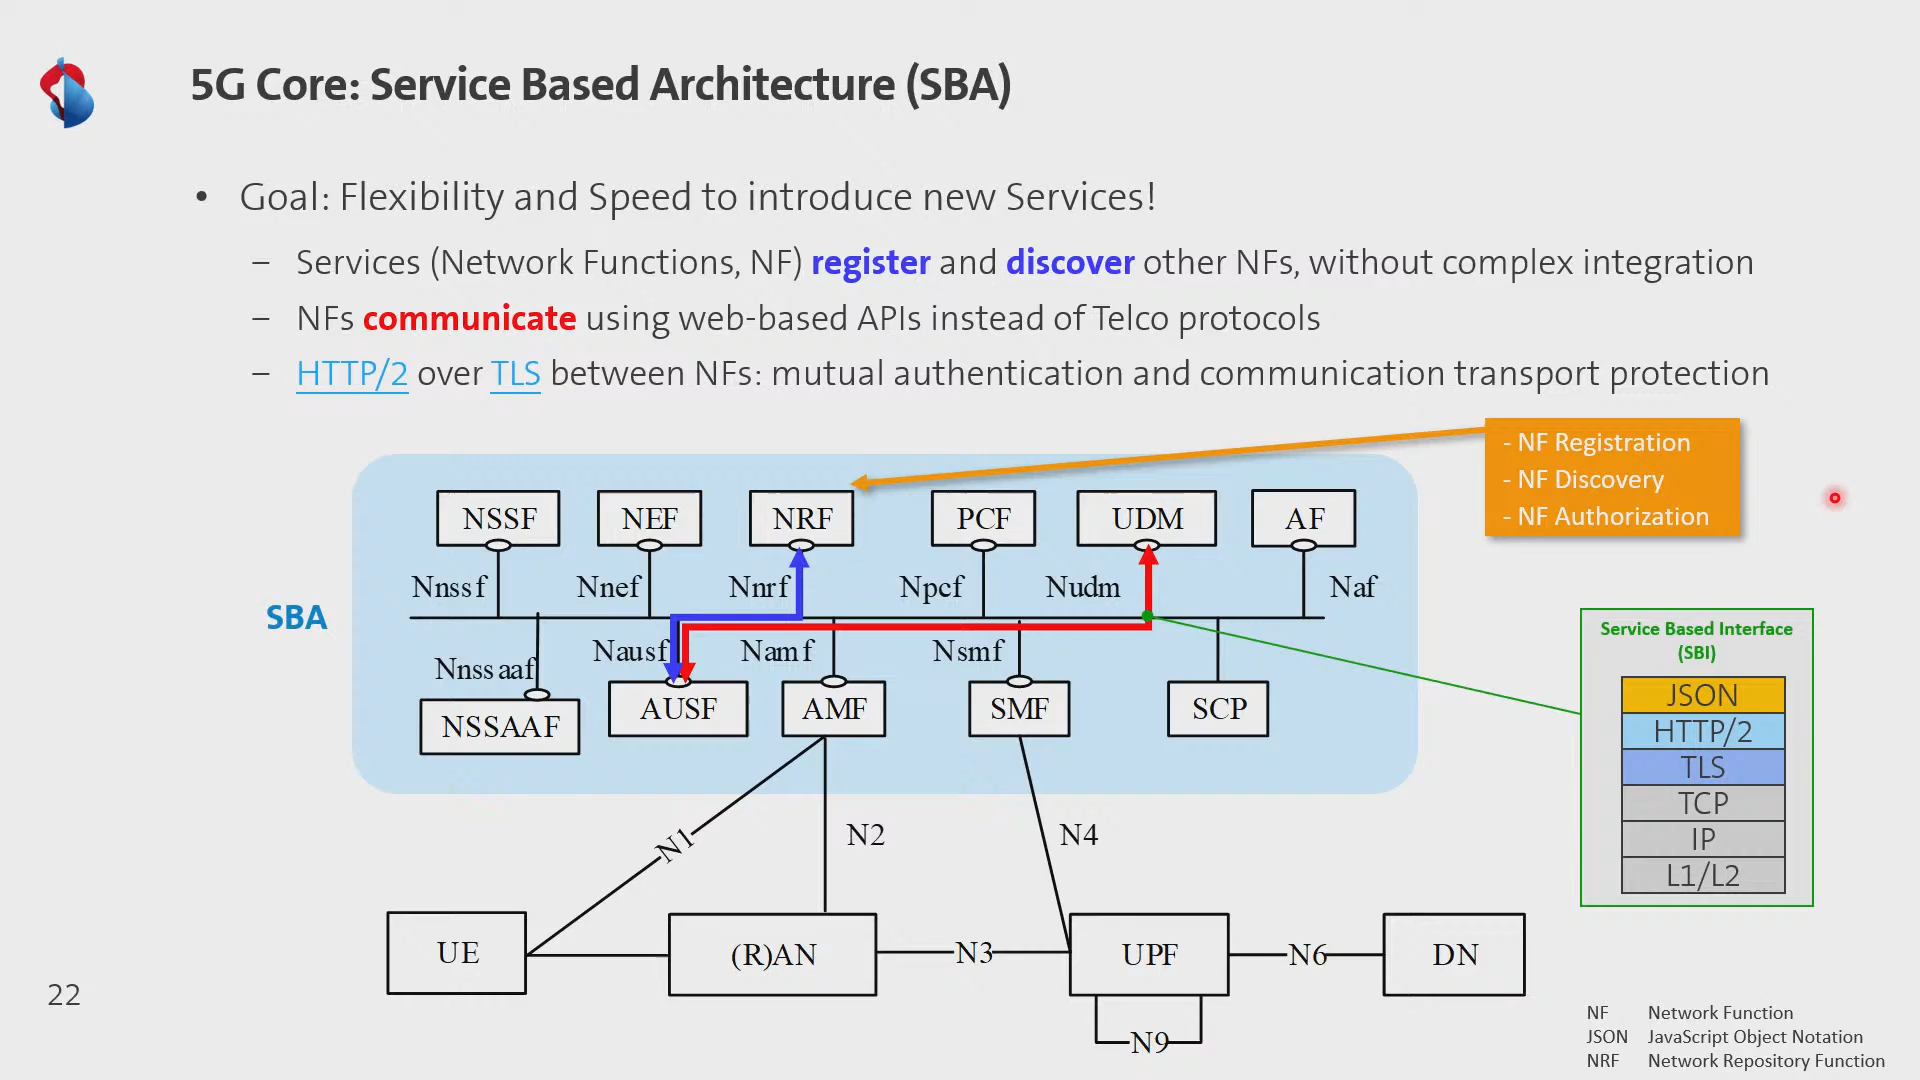 5G Core: Service Based Architecture (SBA)
• Goal: Flexibility and Speed to introduce new Services!
– Services (Network Functions, NF) register and discover other NFs, without complex integration
– NFs communicate using web-based APIs instead of Telco protocols
– HTTP/2 over TLS between NFs: mutual authentication and communication transport protection
- NF Registration
- NF Discovery
- NF Authorization
NSSF NEF NRF PCF UDM AF
Nnssf Nnef Nnrf Npcf Nudm Naf
SBA
Nnssaaf Nausf Namf Nsmf
NSSAAF AUSF AMF SMF SCP
Service Based Interface
(SBI)
JSON
HTTP/2
TLS
TCP
IP
L1/L2
N1 N2 N4
UE (R)AN N3 UPF N6 DN
N9
22
NF Network Function
JSON JavaScript Object Notation
NRF Network Repository Function